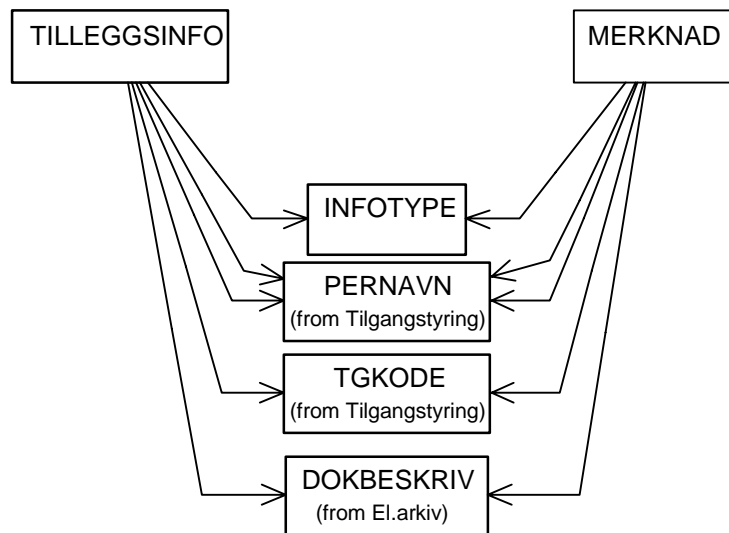 TILLEGGSINFO
MERKNAD
INFOTYPE
PERNAVN
(from Tilgangstyring)
TGKODE
(from Tilgangstyring)
DOKBESKRIV
(from El.arkiv)